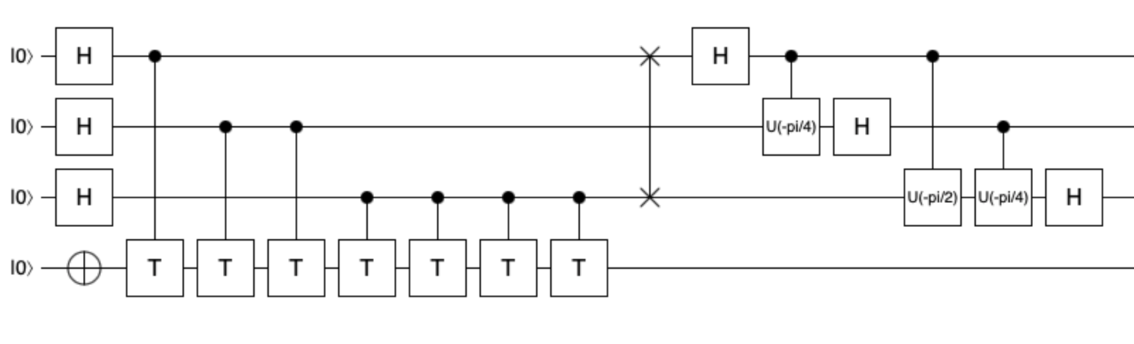 |0⟩ H H
|0⟩ H U(-pi/4) H
|0⟩ H U(-pi/2) U(-pi/4) H
|0⟩ T T T T T T T